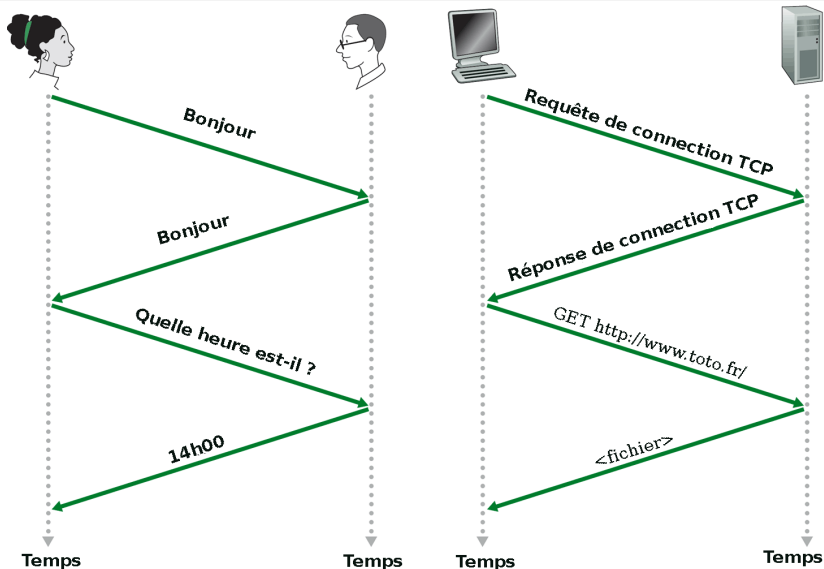 Bonjour
Bonjour
Quelle heure est-il ?
14h00
Temps
Temps
Requête de connection TCP
Réponse de connection TCP
GET http://www.toto.fr/
<fichier>
Temps
Temps